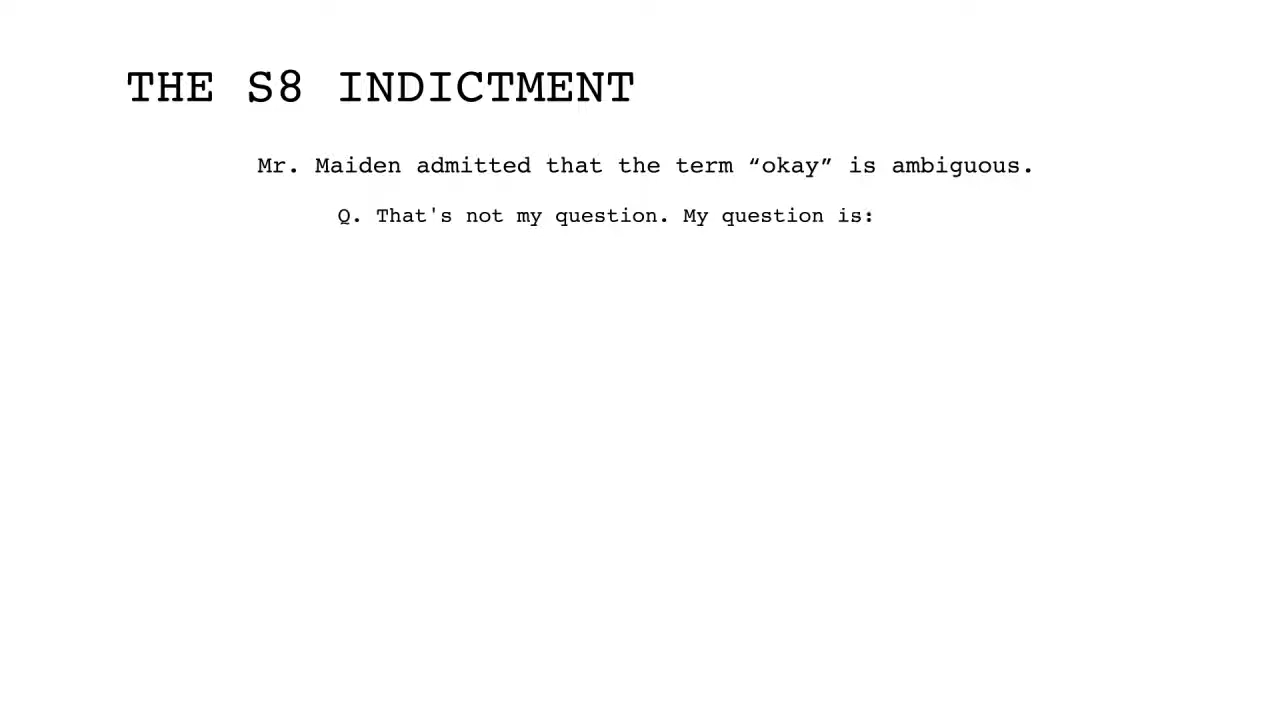 THE S8 INDICTMENT
Mr. Maiden admitted that the term “okay” is ambiguous.
Q. That's not my question. My question is: